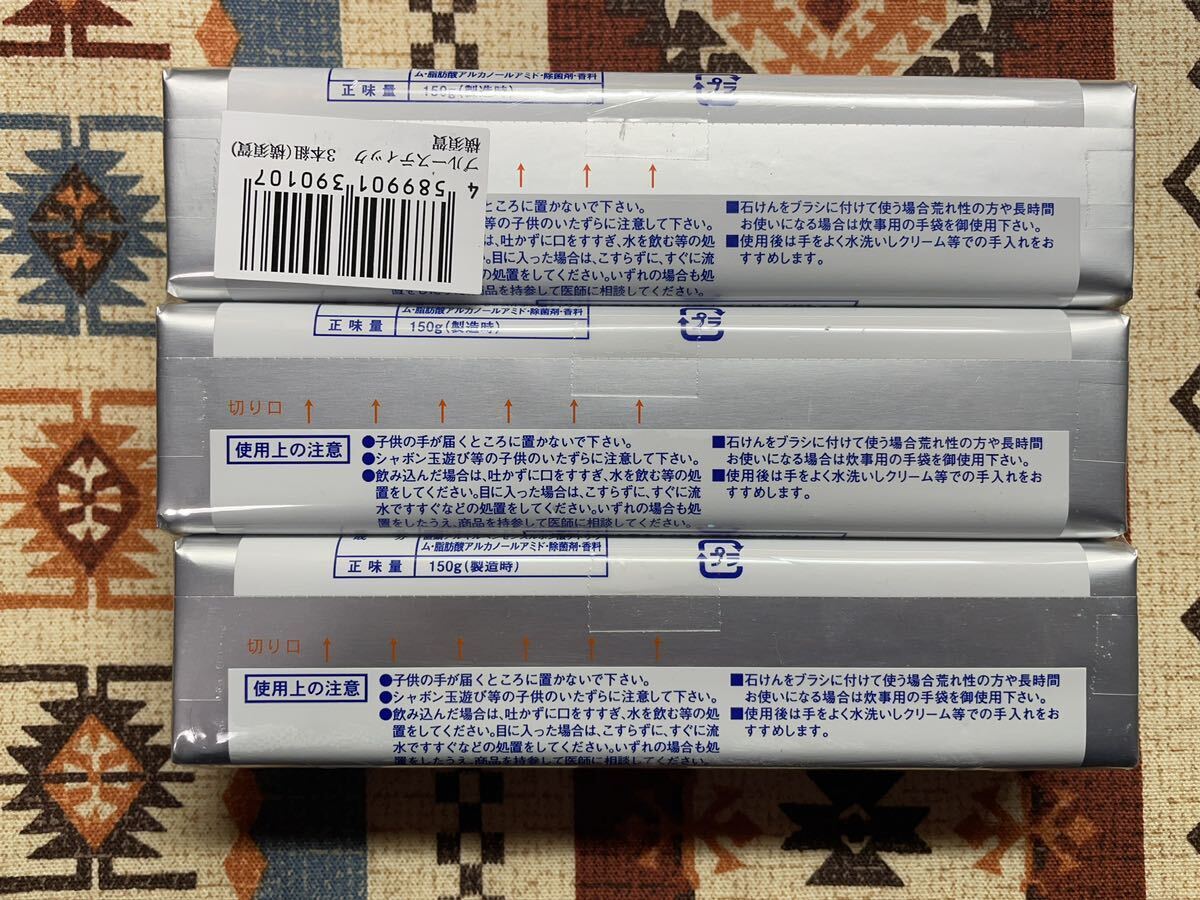 ム・脂肪酸アルカノールアミド・除菌剤・香料
正味量 150g(製造時)
プラ
ブルースティック 3本組(横須賀)
横須賀
4 589901 390107
ところに置かないで下さい。
等の子供のいたずらに注意して下さい。
は、吐かずに口をすすぎ、水を飲む等の処
。目に入った場合は、こすらずに、すぐに流
の処置をしてください。いずれの場合も処
商品を持参して医師に相談してください。
■石けんをブラシに付けて使う場合荒れ性の方や長時間
お使いになる場合は炊事用の手袋を御使用下さい。
■使用後は手をよく水洗いしクリーム等での手入れをお
すすめします。
ム・脂肪酸アルカノールアミド・除菌剤・香料
正味量 150g(製造時)
プラ
切り口
使用上の注意
●子供の手が届くところに置かないで下さい。
●シャボン玉遊び等の子供のいたずらに注意して下さい。
●飲み込んだ場合は、吐かずに口をすすぎ、水を飲む等の処
置をしてください。目に入った場合は、こすらずに、すぐに流
水ですすぐなどの処置をしてください。いずれの場合も処
置をしたうえ、商品を持参して医師に相談してください。
■石けんをブラシに付けて使う場合荒れ性の方や長時間
お使いになる場合は炊事用の手袋を御使用下さい。
■使用後は手をよく水洗いしクリーム等での手入れをお
すすめします。
ム・脂肪酸アルカノールアミド・除菌剤・香料
正味量 150g(製造時)
プラ
切り口
使用上の注意
●子供の手が届くところに置かないで下さい。
●シャボン玉遊び等の子供のいたずらに注意して下さい。
●飲み込んだ場合は、吐かずに口をすすぎ、水を飲む等の処
置をしてください。目に入った場合は、こすらずに、すぐに流
水ですすぐなどの処置をしてください。いずれの場合も処
置をしたうえ、商品を持参して医師に相談してください。
■石けんをブラシに付けて使う場合荒れ性の方や長時間
お使いになる場合は炊事用の手袋を御使用下さい。
■使用後は手をよく水洗いしクリーム等での手入れをお
すすめします。